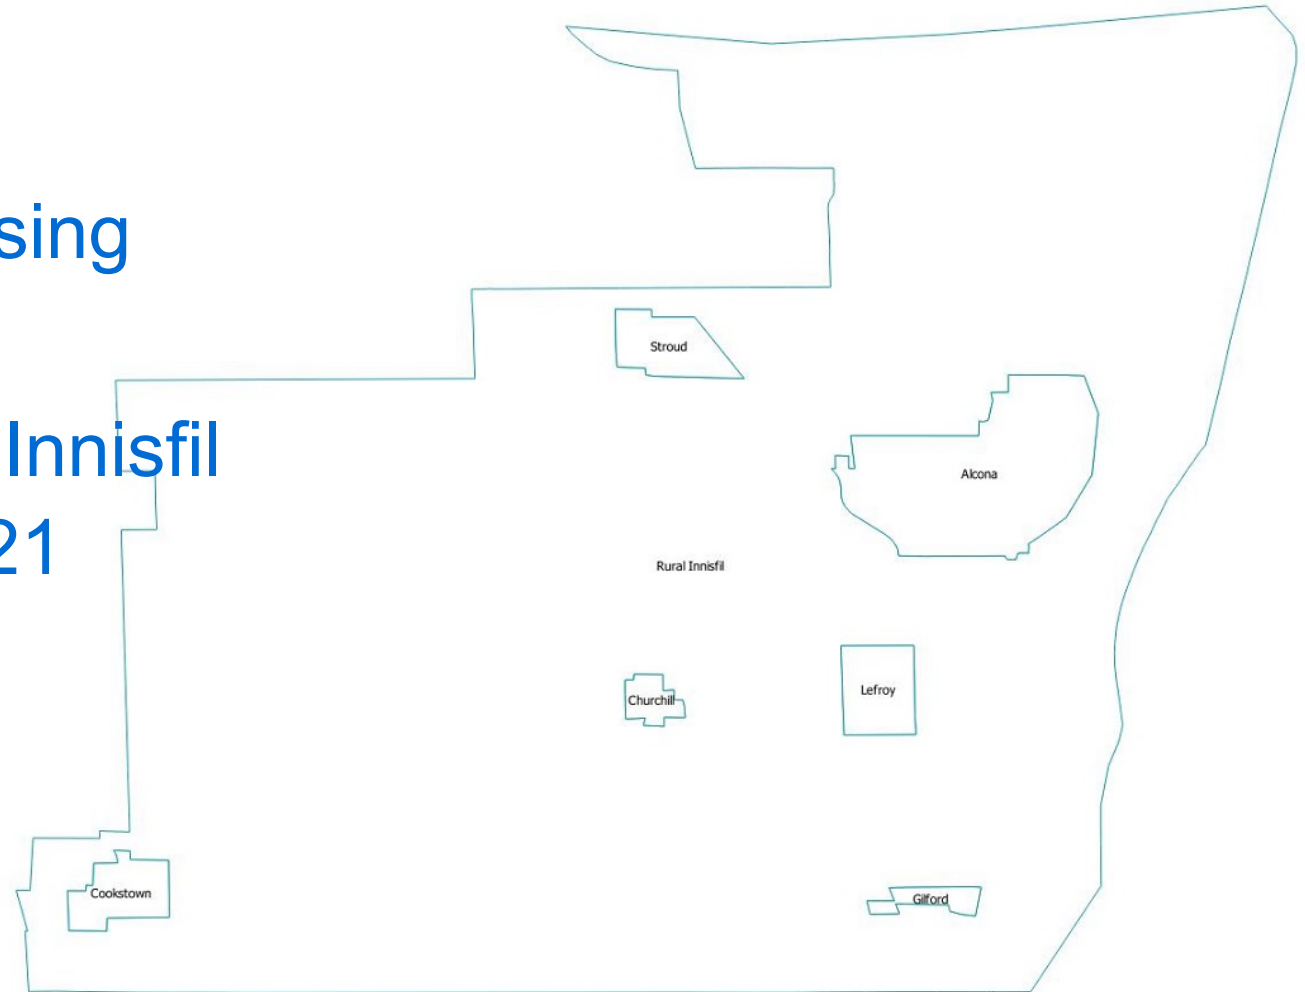 sing
Innisfil
21
Stroud
Alcona
Rural Innisfil
Churchill
Lefroy
Cookstown
Gilford